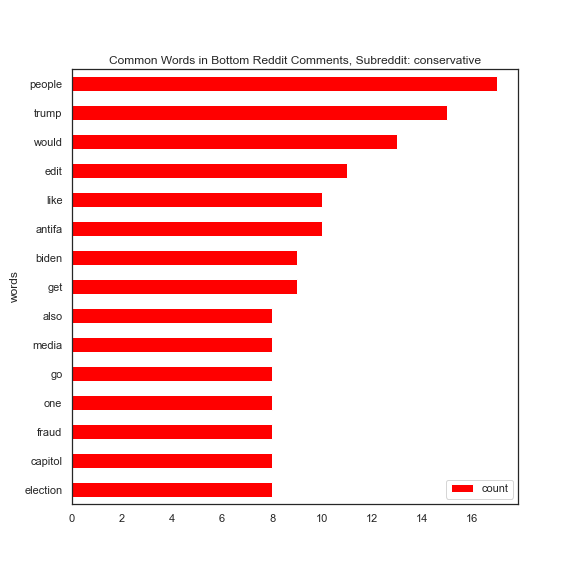 Common Words in Bottom Reddit Comments, Subreddit: conservative
people
trump
would
edit
like
antifa
biden
get
also
media
go
one
fraud
capitol
election
words
count
0 2 4 6 8 10 12 14 16